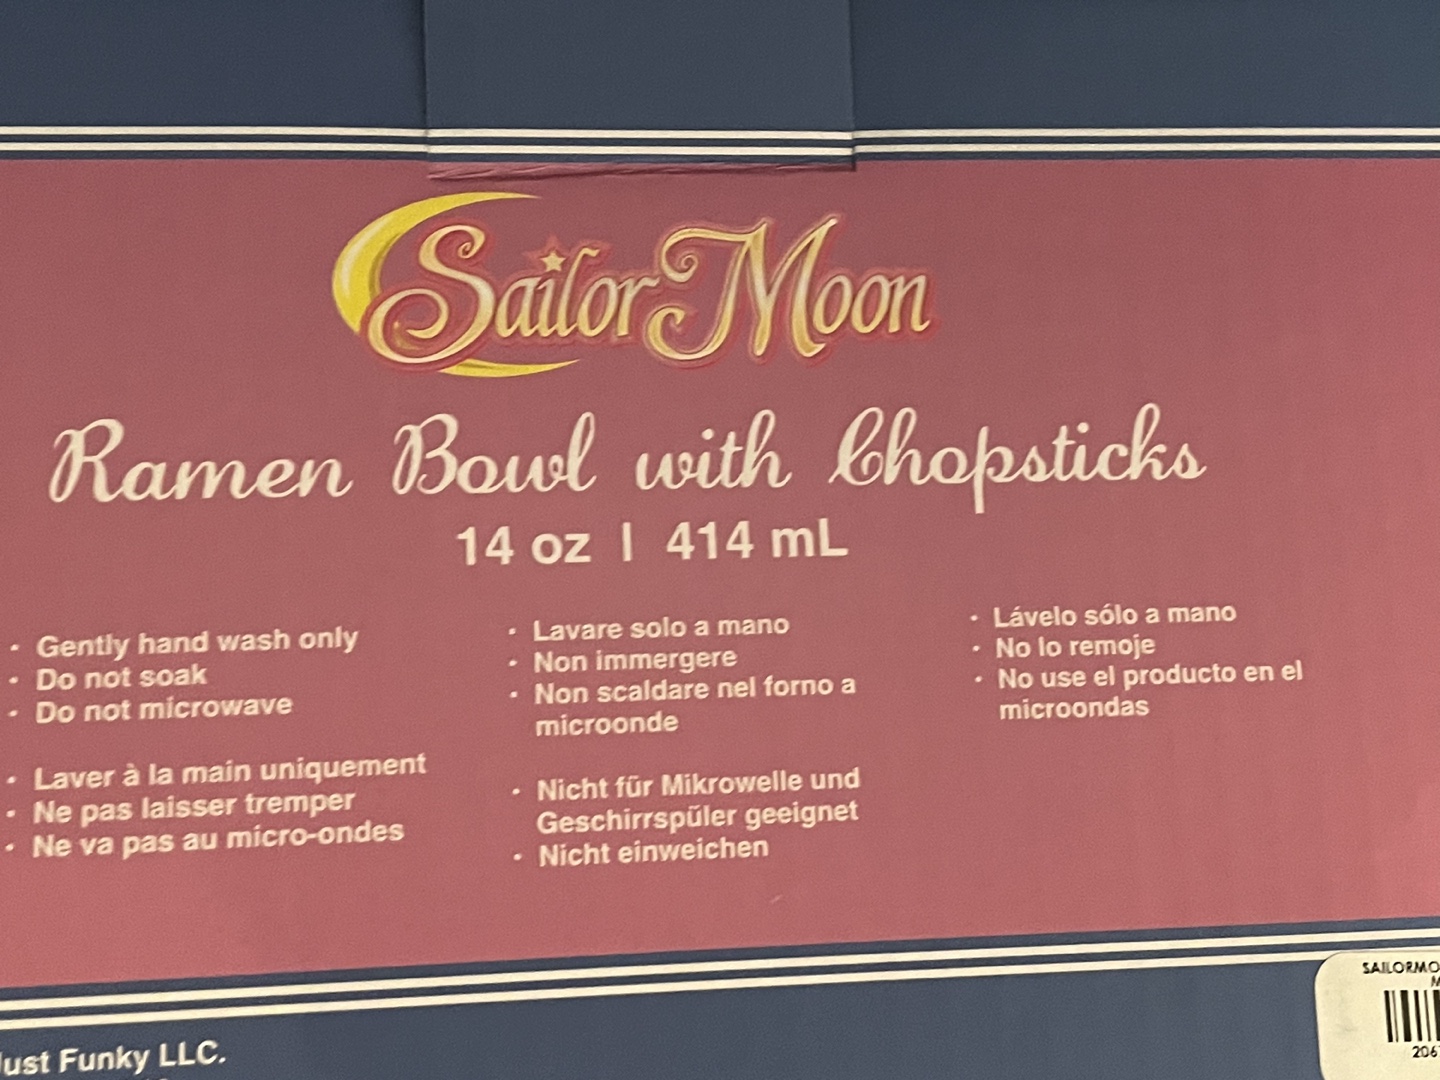 Sailor Moon
Ramen Bowl with Chopsticks
14 oz | 414 mL
• Gently hand wash only
• Do not soak
• Do not microwave
• Laver à la main uniquement
• Ne pas laisser tremper
• Ne va pas au micro-ondes
• Lavare solo a mano
• Non immergere
• Non scaldare nel forno a
microonde
• Nicht für Mikrowelle und
Geschirrspüler geeignet
• Nicht einweichen
• Lávelo sólo a mano
• No lo remoje
• No use el producto en el
microondas
Just Funky LLC.